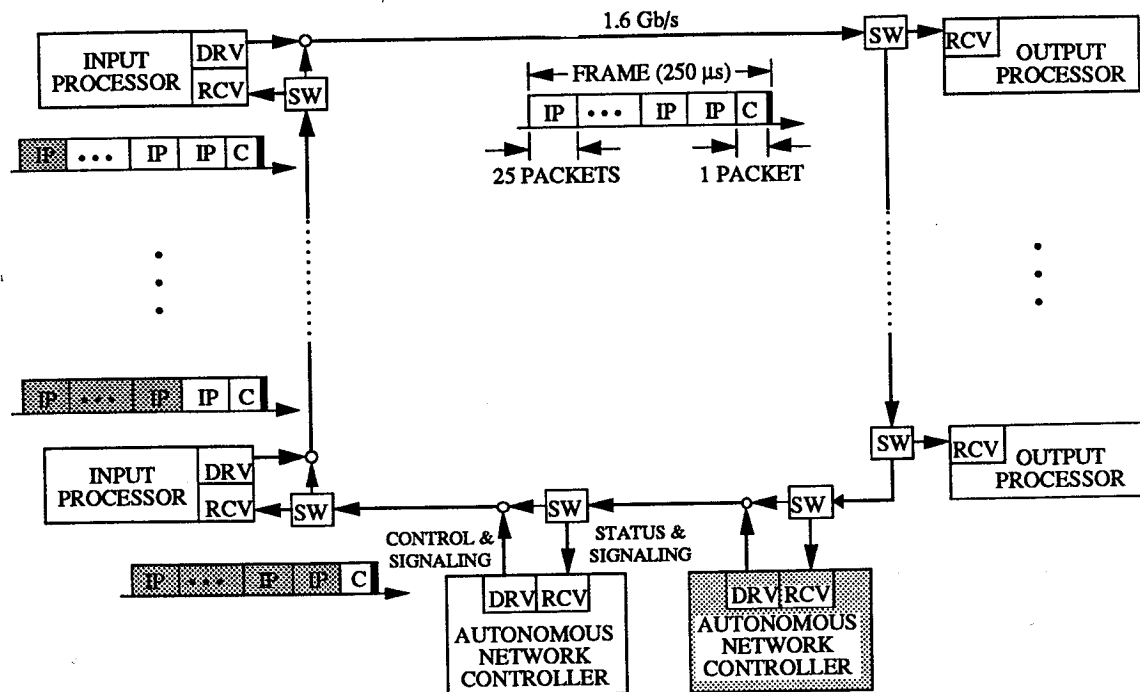 1.6 Gb/s
INPUT
PROCESSOR
DRV
RCV
SW
SW
RCV
OUTPUT
PROCESSOR
FRAME (250 μs)
IP ••• IP IP C
25 PACKETS
1 PACKET
IP ••• IP IP C
IP ••• IP IP C
INPUT
PROCESSOR
DRV
RCV
SW
SW
RCV
OUTPUT
PROCESSOR
CONTROL &
SIGNALING
SW
STATUS &
SIGNALING
SW
IP ••• IP IP C
DRV RCV
AUTONOMOUS
NETWORK
CONTROLLER
DRV RCV
AUTONOMOUS
NETWORK
CONTROLLER